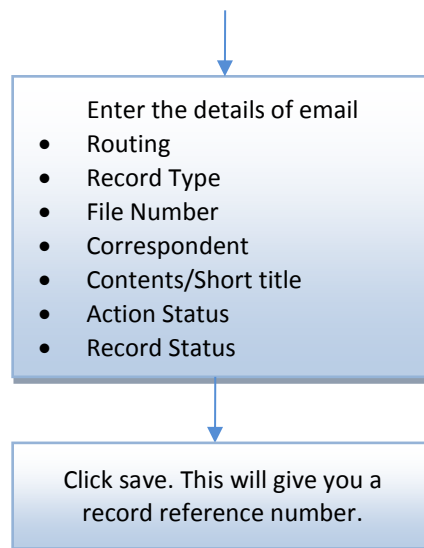 Enter the details of email
• Routing
• Record Type
• File Number
• Correspondent
• Contents/Short title
• Action Status
• Record Status
Click save. This will give you a
record reference number.